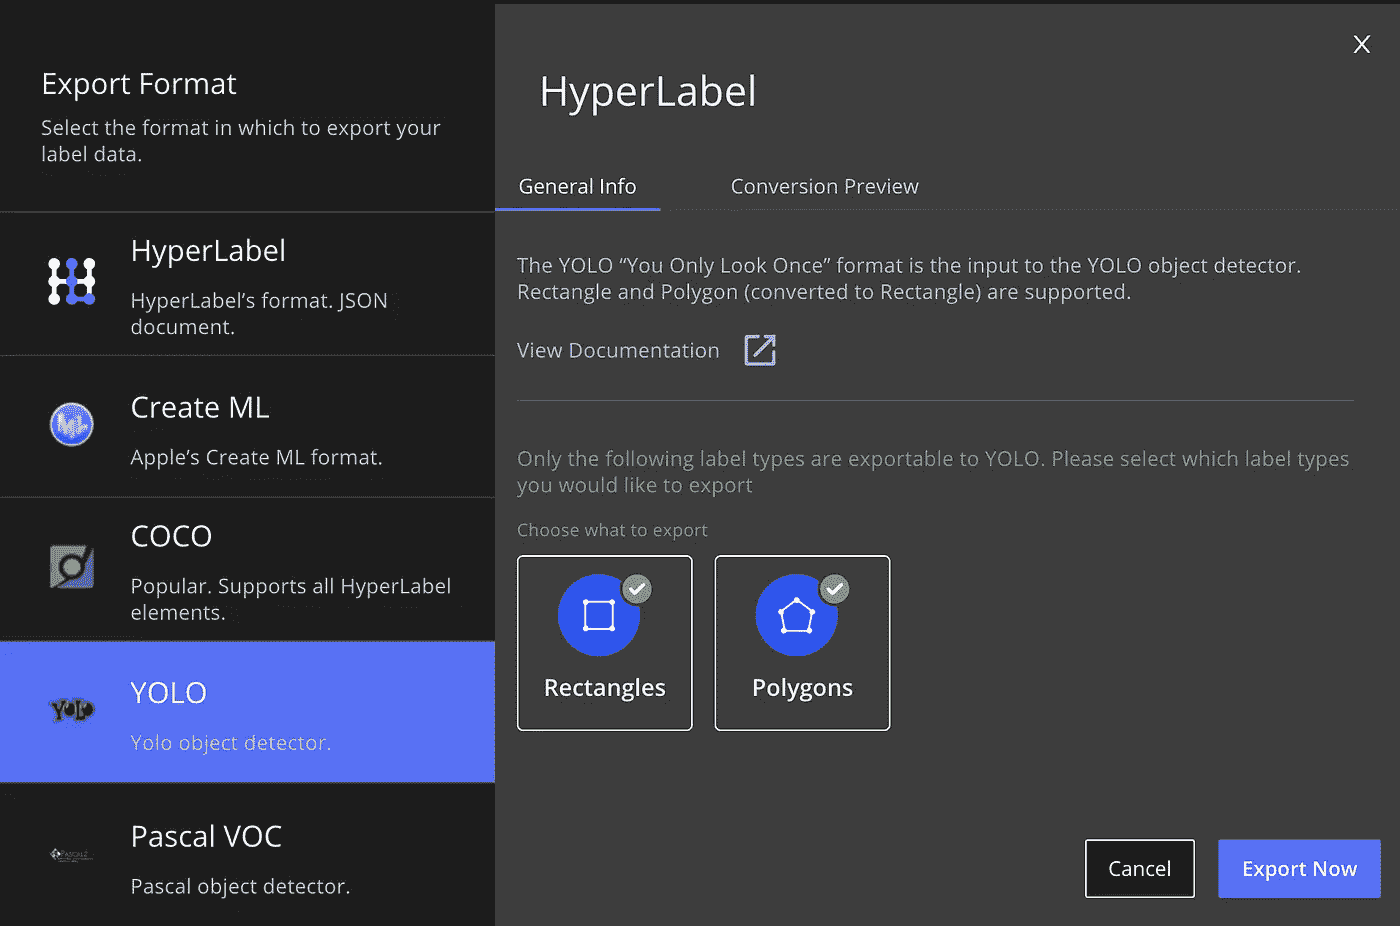 Export Format
Select the format in which to export your
label data.
HyperLabel
HyperLabel’s format. JSON
document.
ML
Create ML
Apple’s Create ML format.
COCO
Popular. Supports all HyperLabel
elements.
YOLO
YOLO
Yolo object detector.
Pascal VOC
Pascal object detector.
X
HyperLabel
General Info
Conversion Preview
The YOLO “You Only Look Once” format is the input to the YOLO object detector.
Rectangle and Polygon (converted to Rectangle) are supported.
View Documentation
Only the following label types are exportable to YOLO. Please select which label types
you would like to export
Choose what to export
Rectangles
Polygons
Cancel
Export Now